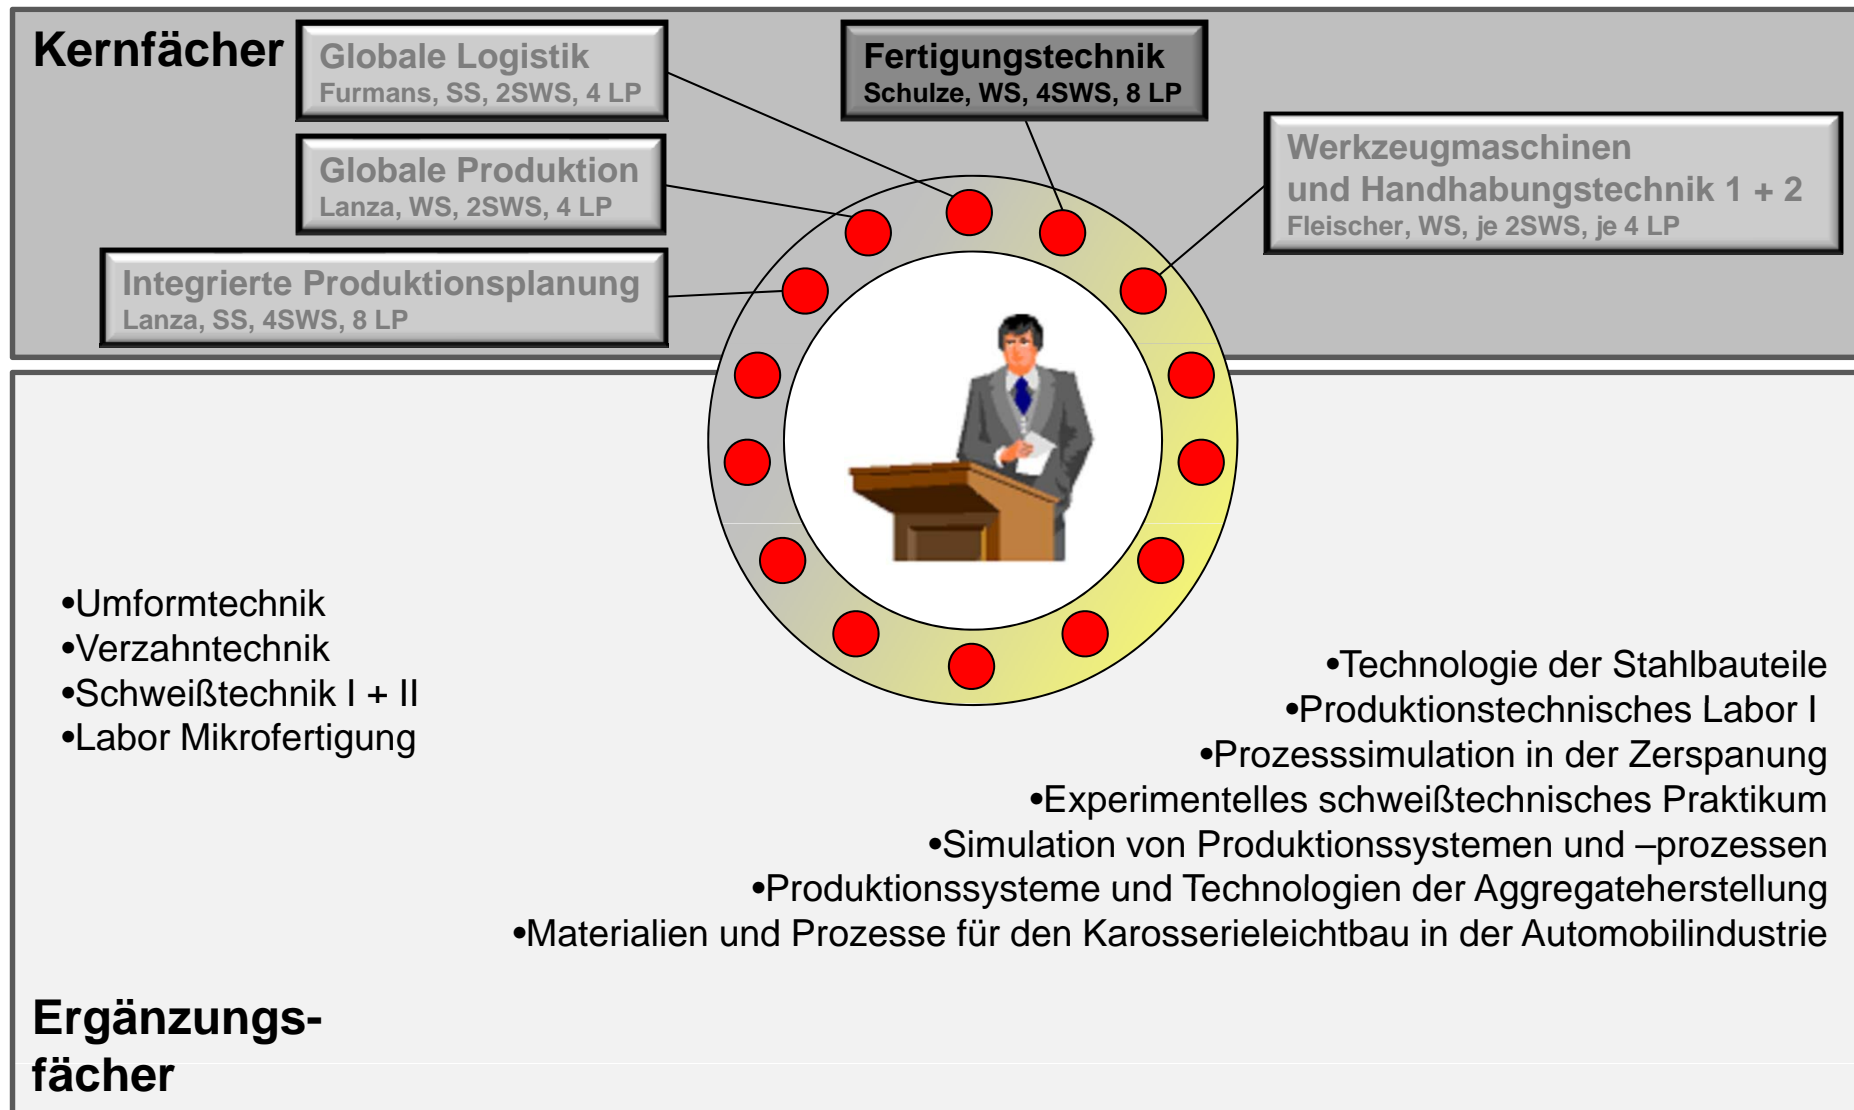 Kernfächer
Globale Logistik
Furmans, SS, 2SWS, 4 LP
Globale Produktion
Lanza, WS, 2SWS, 4 LP
Integrierte Produktionsplanung
Lanza, SS, 4SWS, 8 LP
Fertigungstechnik
Schulze, WS, 4SWS, 8 LP
Werkzeugmaschinen
und Handhabungstechnik 1 + 2
Fleischer, WS, je 2SWS, je 4 LP
•Umformtechnik
•Verzahntechnik
•Schweißtechnik I + II
•Labor Mikrofertigung
•Technologie der Stahlbauteile
•Produktionstechnisches Labor I
•Prozesssimulation in der Zerspanung
•Experimentelles schweißtechnisches Praktikum
•Simulation von Produktionssystemen und –prozessen
•Produktionssysteme und Technologien der Aggregateherstellung
•Materialien und Prozesse für den Karosserieleichtbau in der Automobilindustrie
Ergänzungs-
fächer